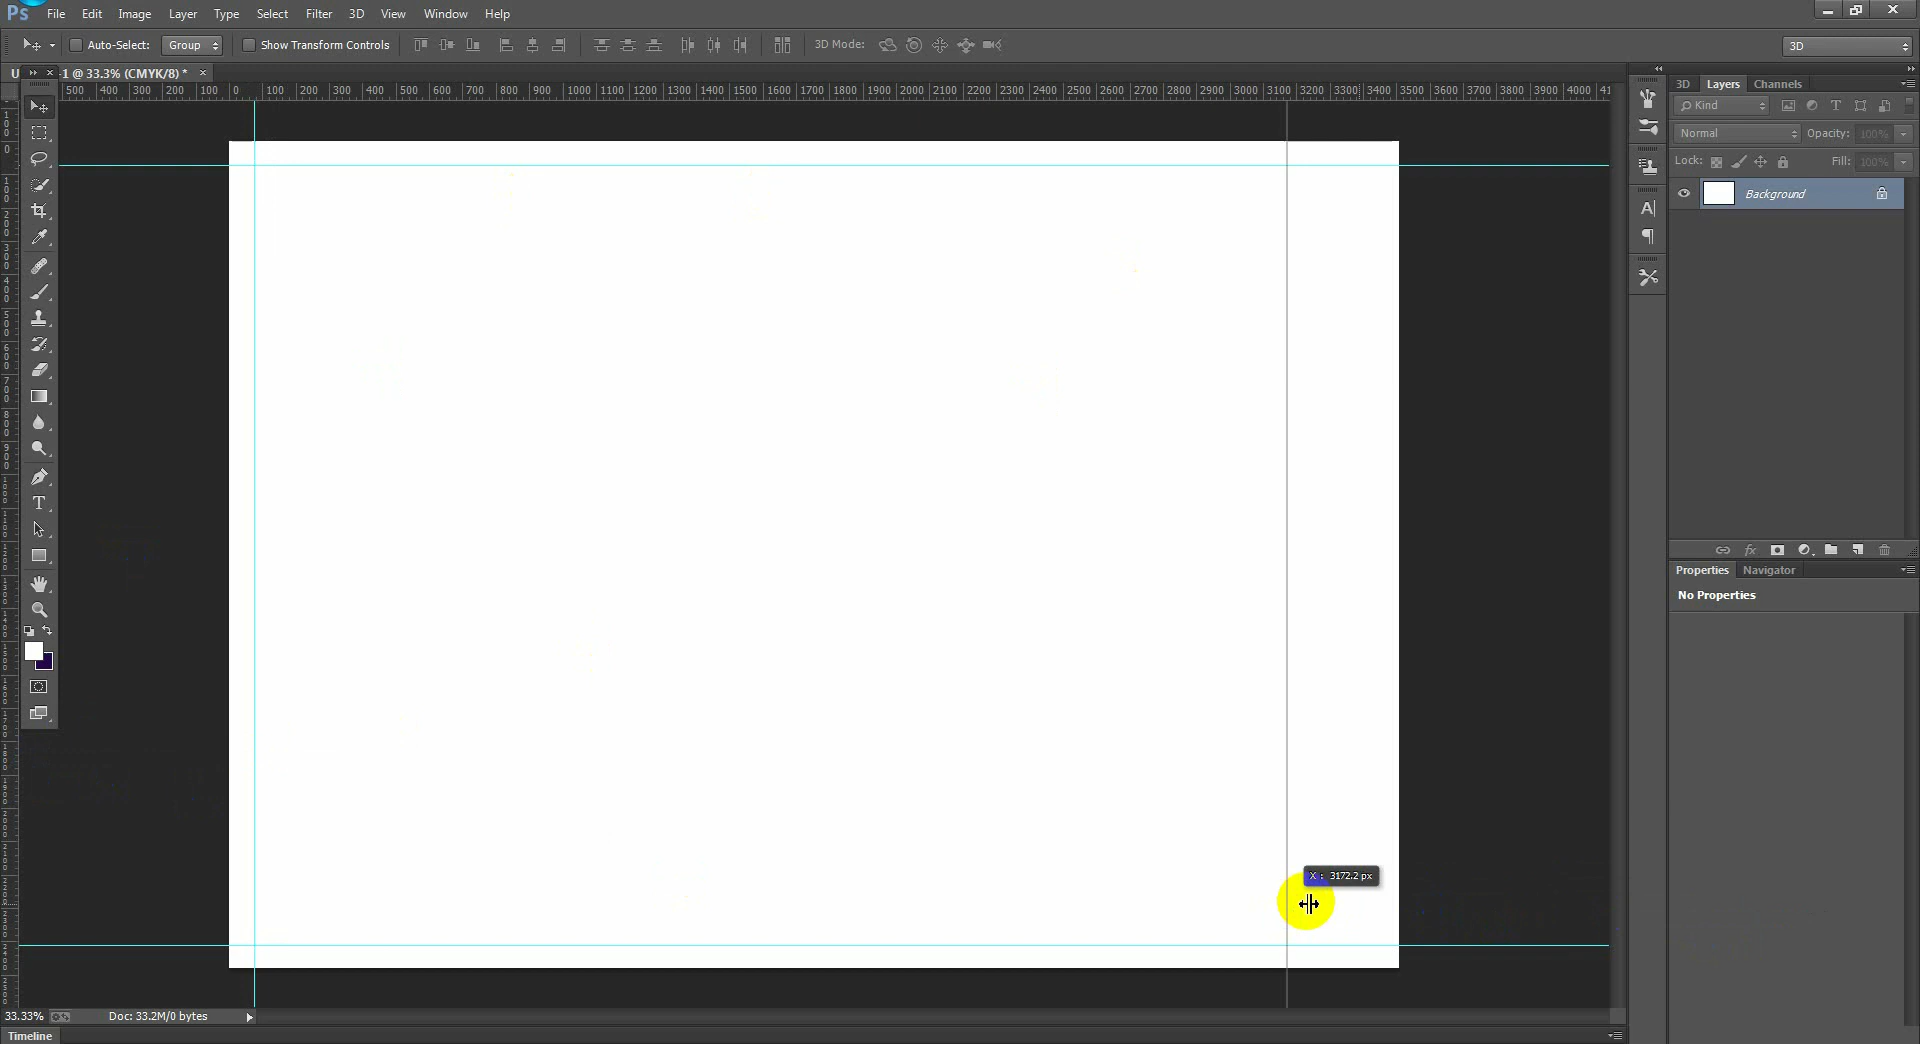 Ps File Edit Image Layer Type Select Filter 3D View Window Help
Auto-Select: Group Show Transform Controls 3D Mode: 3D
U -1 @ 33.3% (CMYK/8) * ×
500 400 300 200 100 0 100 200 300 400 500 600 700 800 900 1000 1100 1200 1300 1400 1500 1600 1700 1800 1900 2000 2100 2200 2300 2400 2500 2600 2700 2800 2900 3000 3100 3200 3300 3400 3500 3600 3700 3800 3900 4000 41
3D Layers Channels
Kind
Normal Opacity: 100%
Lock: Fill: 100%
Background
Properties Navigator
No Properties
X : 3172.2 px
33.33% Doc: 33.2M/0 bytes
Timeline